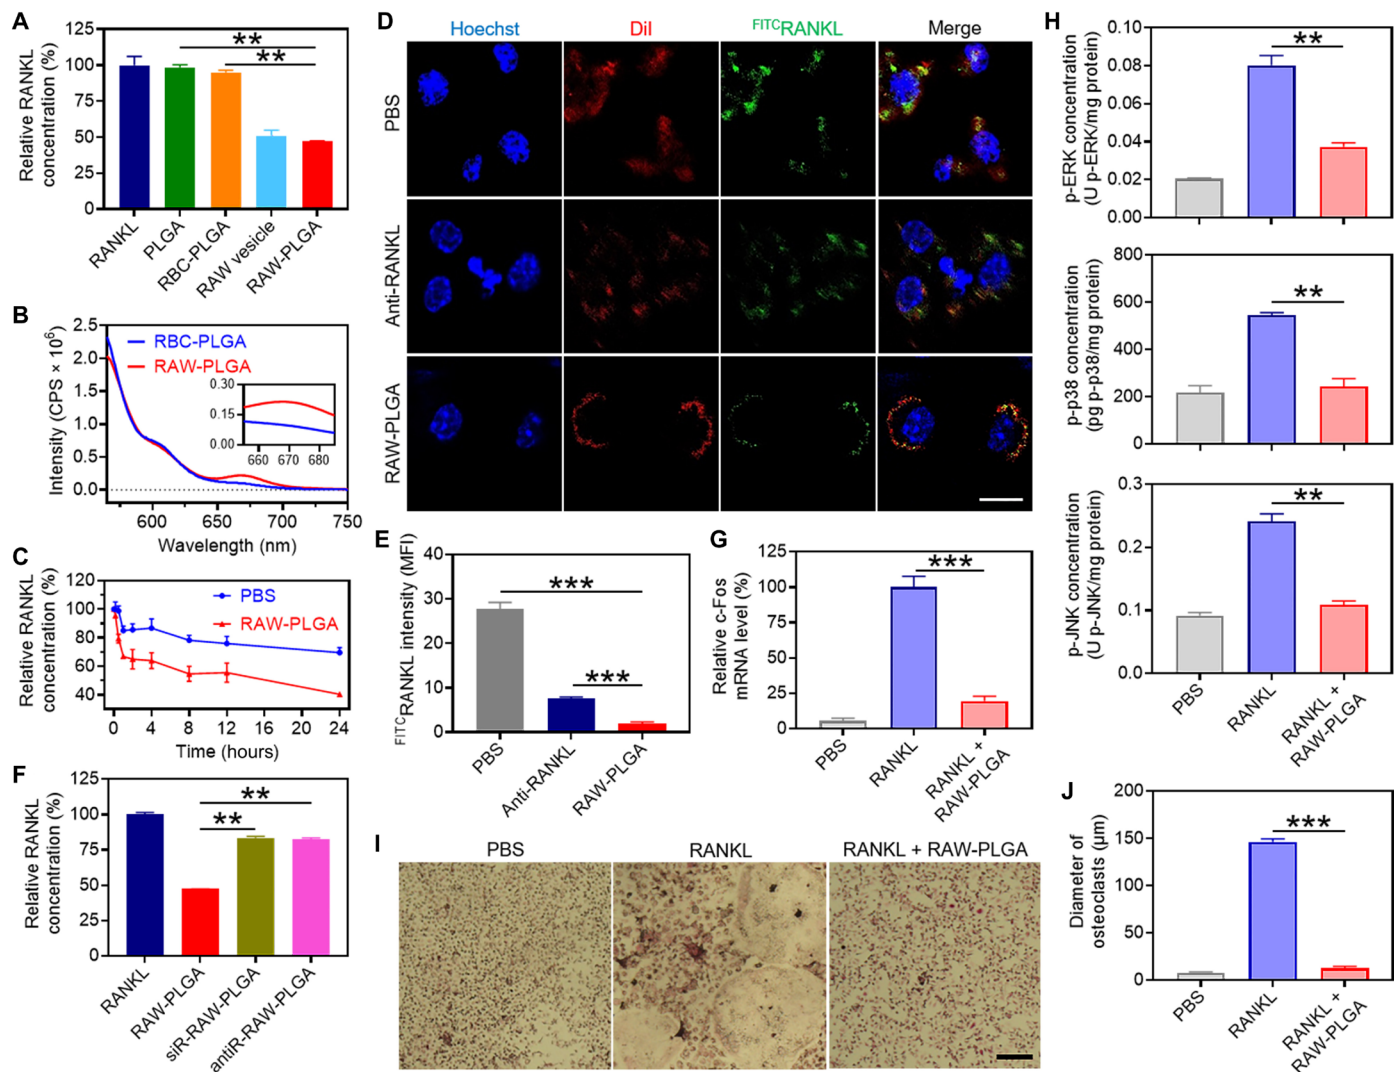 A
Relative RANKL
concentration (%)
125
100
75
50
25
0
**
**
RANKL
PLGA
RBC-PLGA
RAW vesicle
RAW-PLGA
B
Intensity (CPS × 10⁶)
2.5
2.0
1.5
1.0
0.5
0.0
RBC-PLGA
RAW-PLGA
0.30
0.15
0.00
660 670 680
600 650 700 750
Wavelength (nm)
C
Relative RANKL
concentration (%)
120
100
80
60
40
PBS
RAW-PLGA
0 4 8 12 16 20 24
Time (hours)
D
Hoechst
Dil
FITCRANKL
Merge
PBS
Anti-RANKL
RAW-PLGA
E
FITCRANKL intensity (MFI)
40
30
20
10
0
***
***
PBS
Anti-RANKL
RAW-PLGA
F
Relative RANKL
concentration (%)
125
100
75
50
25
0
**
**
RANKL
RAW-PLGA
siR-RAW-PLGA
antiR-RAW-PLGA
G
Relative c-Fos
mRNA level (%)
125
100
75
50
25
0
***
PBS
RANKL
RANKL +
RAW-PLGA
H
p-ERK concentration
(U p-ERK/mg protein)
0.10
0.08
0.06
0.04
0.02
0.00
**
p-p38 concentration
(pg p-p38/mg protein)
800
600
400
200
0
**
p-JNK concentration
(U p-JNK/mg protein)
0.3
0.2
0.1
0.0
**
PBS
RANKL
RANKL +
RAW-PLGA
I
PBS
RANKL
RANKL + RAW-PLGA
J
Diameter of
osteoclasts (µm)
200
150
100
50
0
***
PBS
RANKL
RANKL +
RAW-PLGA